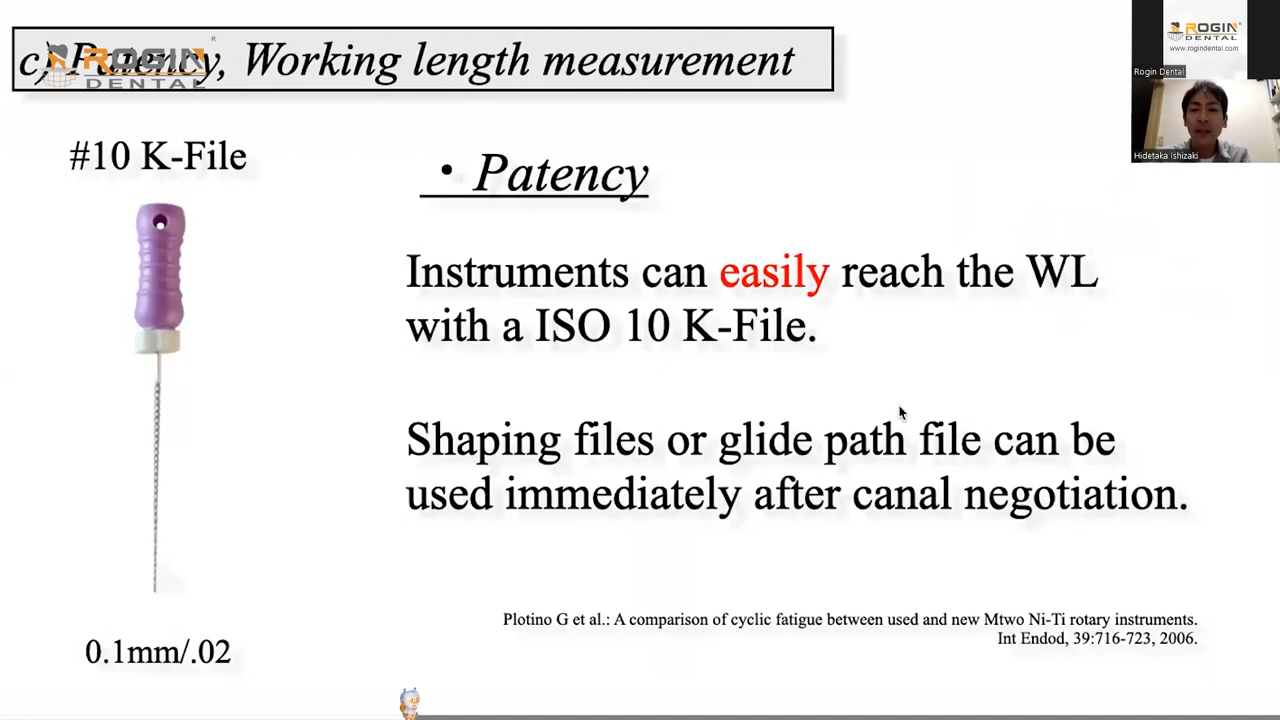 c) Patency, Working length measurement
ROGIN
DENTAL
®
ROGIN
DENTAL
www.rogindental.com
Rogin Dental
Hidetaka Ishizaki
#10 K-File
・Patency
Instruments can easily reach the WL
with a ISO 10 K-File.
Shaping files or glide path file can be
used immediately after canal negotiation.
Plotino G et al.: A comparison of cyclic fatigue between used and new Mtwo Ni-Ti rotary instruments.
Int Endod, 39:716-723, 2006.
0.1mm/.02